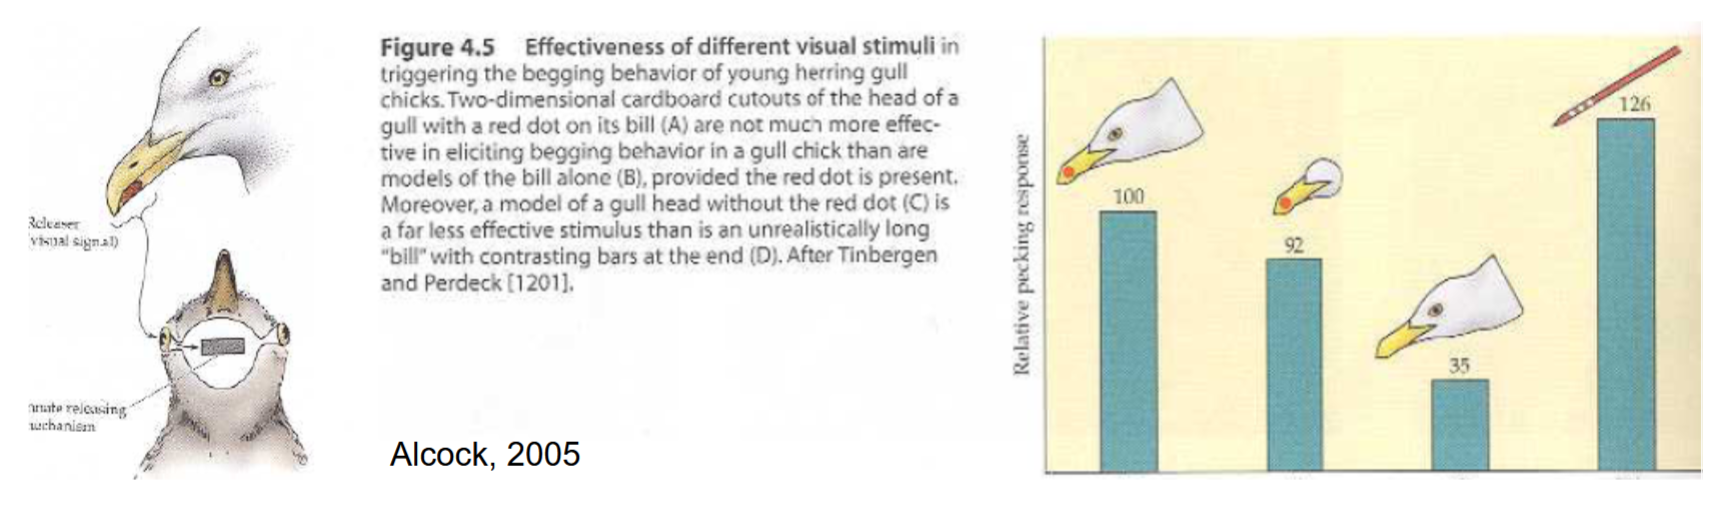 Releaser
(visual signal)
nnate releasing
mechanism
Figure 4.5 Effectiveness of different visual stimuli in
triggering the begging behavior of young herring gull
chicks. Two-dimensional cardboard cutouts of the head of a
gull with a red dot on its bill (A) are not much more effec-
tive in eliciting begging behavior in a gull chick than are
models of the bill alone (B), provided the red dot is present.
Moreover, a model of a gull head without the red dot (C) is
a far less effective stimulus than is an unrealistically long
"bill" with contrasting bars at the end (D). After Tinbergen
and Perdeck [1201].
Alcock, 2005
Relative pecking response
100
92
35
126